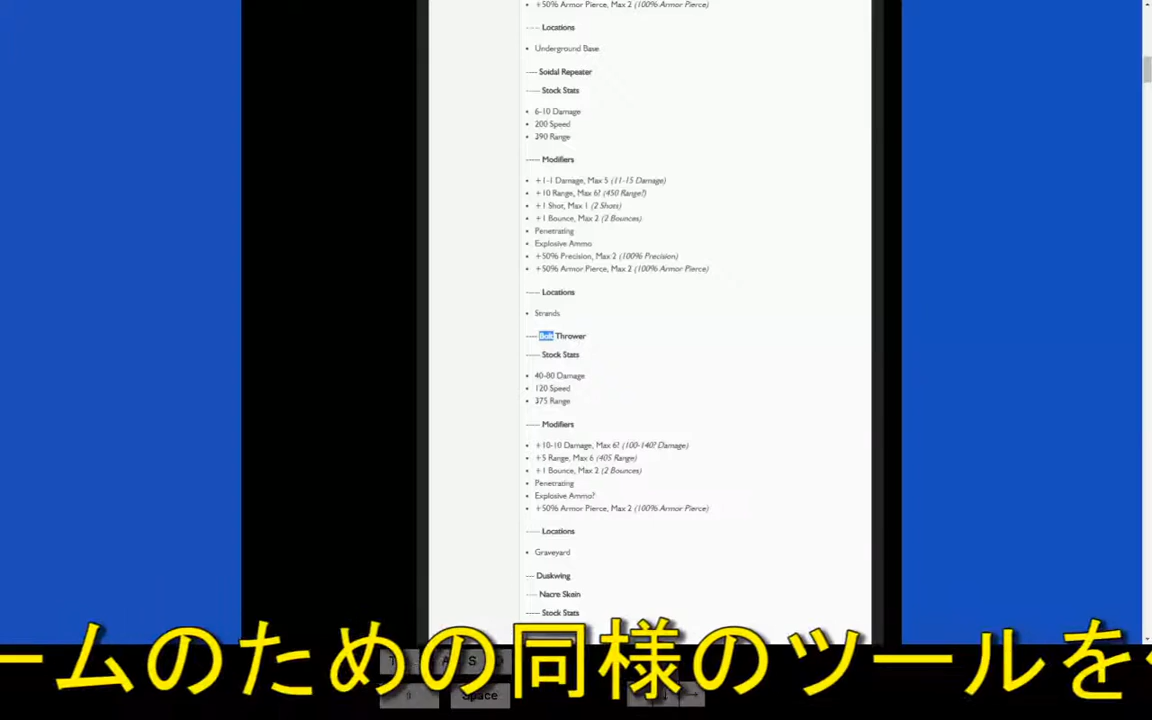 +50% Armor Pierce, Max 2 (100% Armor Pierce)
----- Locations
Underground Base
---- Soidal Repeater
----- Stock Stats
6-10 Damage
200 Speed
390 Range
----- Modifiers
+1-1 Damage, Max 5 (11-15 Damage)
+10 Range, Max 6? (450 Range?)
+1 Shot, Max 1 (2 Shots)
+1 Bounce, Max 2 (2 Bounces)
Penetrating
Explosive Ammo
+50% Precision, Max 2 (100% Precision)
+50% Armor Pierce, Max 2 (100% Armor Pierce)
----- Locations
Strands
---- Bolt Thrower
----- Stock Stats
40-80 Damage
120 Speed
375 Range
----- Modifiers
+10-10 Damage, Max 6? (100-140? Damage)
+5 Range, Max 6 (405 Range)
+1 Bounce, Max 2 (2 Bounces)
Penetrating
Explosive Ammo?
+50% Armor Pierce, Max 2 (100% Armor Pierce)
----- Locations
Graveyard
--- Duskwing
---- Nacre Skein
----- Stock Stats
ームのための同様のツールを
A S
Space